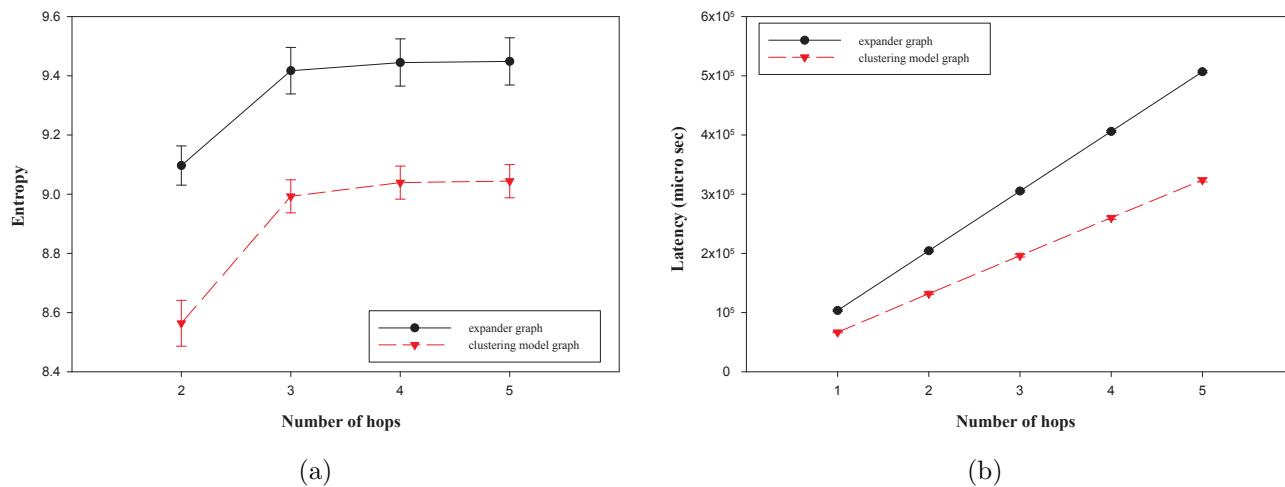 9.6
9.4
9.2
9.0
8.8
8.6
8.4
Entropy
expander graph
clustering model graph
2 3 4 5
Number of hops
(a)
6x10⁵
5x10⁵
4x10⁵
3x10⁵
2x10⁵
10⁵
0
Latency (micro sec)
expander graph
clustering model graph
1 2 3 4 5
Number of hops
(b)